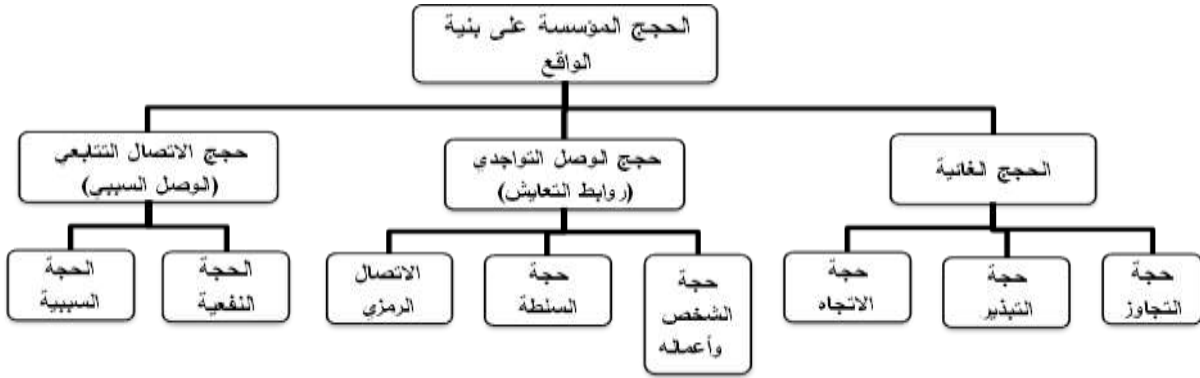 الحجج المؤسسة على بنية
الواقع
الحجج الغائية
حجج الوصل التواجدي
(روابط التعايش)
حجج الاتصال التتابعي
(الوصل السببي)
حجة
التجاوز
حجة
التبذير
حجة
الاتجاه
حجة
الشخص
وأعماله
حجة
السلطة
الاتصال
الرمزي
الحجة
النفعية
الحجة
السببية